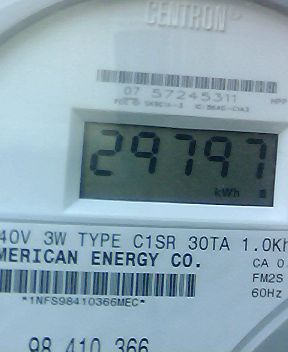 CENTRON®
07 57245311
29797
kWh
40V 3W TYPE C1SR 30TA 1.0Kh
MERICAN ENERGY CO.
CA 0.
FM2S
60Hz
*1NFS98410366MEC*
98 410 366